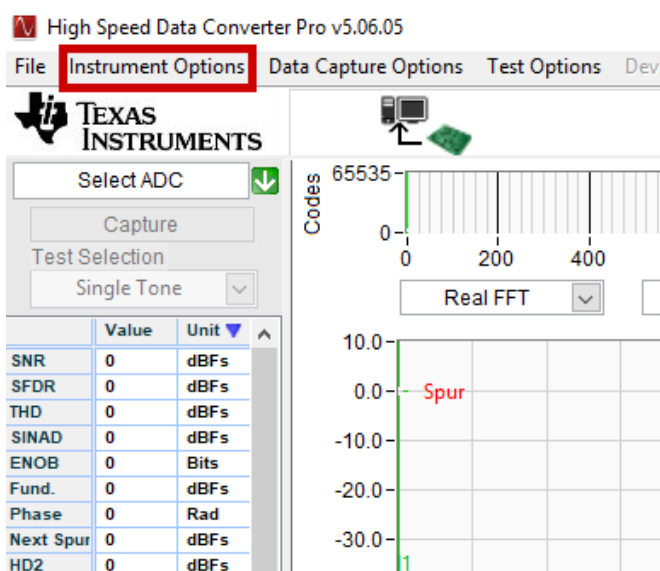 High Speed Data Converter Pro v5.06.05
File Instrument Options Data Capture Options Test Options Dev
TEXAS
INSTRUMENTS
Select ADC
Capture
Test Selection
Single Tone
Value Unit
SNR 0 dBFs
SFDR 0 dBFs
THD 0 dBFs
SINAD 0 dBFs
ENOB 0 Bits
Fund. 0 dBFs
Phase 0 Rad
Next Spur 0 dBFs
HD2 0 dBFs
Codes
65535
0
0 200 400
Real FFT
10.0
0.0 Spur
-10.0
-20.0
-30.0
1